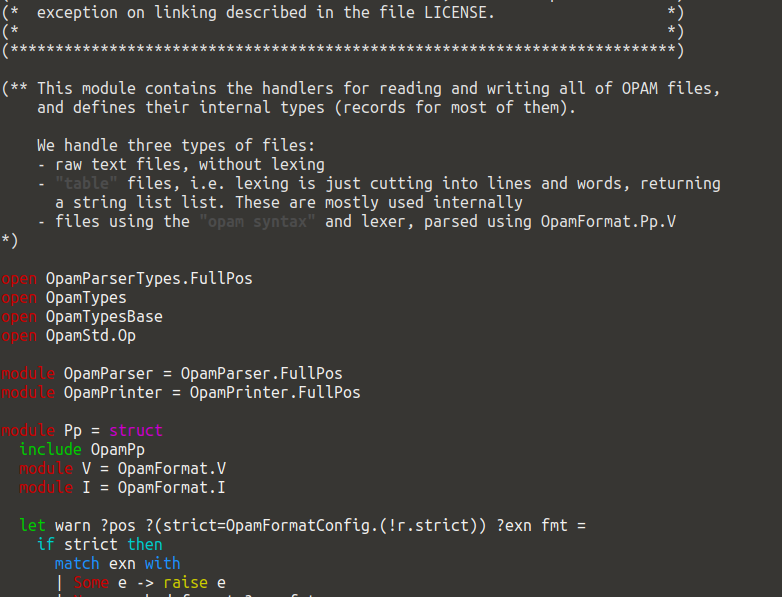 (*  exception on linking described in the file LICENSE.                   *)
(*                                                                        *)
(**************************************************************************)
(** This module contains the handlers for reading and writing all of OPAM files,
    and defines their internal types (records for most of them).
    We handle three types of files:
    - raw text files, without lexing
    - "table" files, i.e. lexing is just cutting into lines and words, returning
      a string list list. These are mostly used internally
    - files using the "opam syntax" and lexer, parsed using OpamFormat.Pp.V
*)
open OpamParserTypes.FullPos
open OpamTypes
open OpamTypesBase
open OpamStd.Op
module OpamParser = OpamParser.FullPos
module OpamPrinter = OpamPrinter.FullPos
module Pp = struct
  include OpamPp
  module V = OpamFormat.V
  module I = OpamFormat.I
  let warn ?pos ?(strict=OpamFormatConfig.(!r.strict)) ?exn fmt =
    if strict then
      match exn with
      | Some e -> raise e